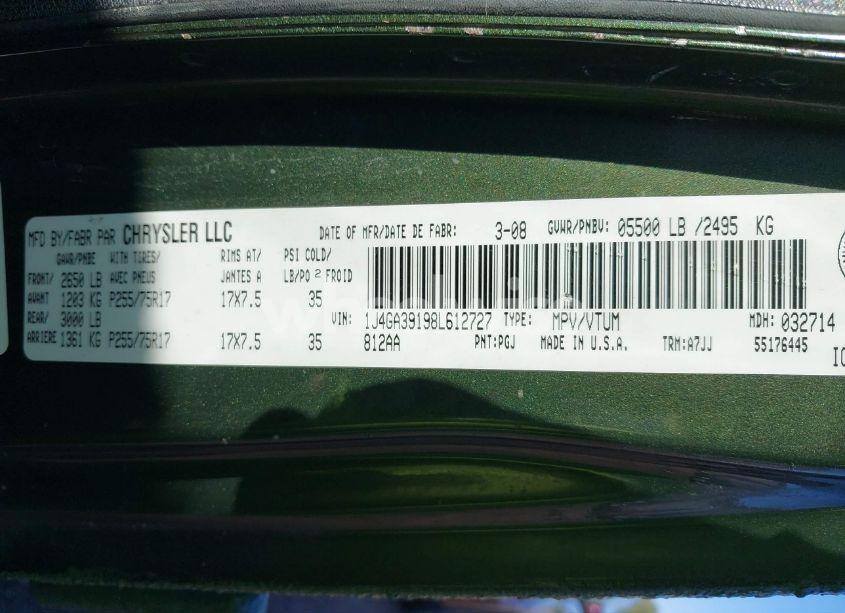 MFD BY/FABR PAR CHRYSLER LLC DATE OF MFR/DATE DE FABR: 3-08 GVWR/PNBV: 05500 LB /2495 KG
GAWR/PNBE WITH TIRES/ RIMS AT/ PSI COLD/
FRONT/ 2650 LB AVEC PNEUS JANTES A LB/PO2 FROID
AVANT 1203 KG P255/75R17 17X7.5 35
REAR/ 3000 LB VIN: 1J4GA39198L612727 TYPE: MPV/VTUM MDH: 032714
ARRIERE 1361 KG P255/75R17 17X7.5 35 812AA PNT:PGJ MADE IN U.S.A. TRM:A7JJ 55176445